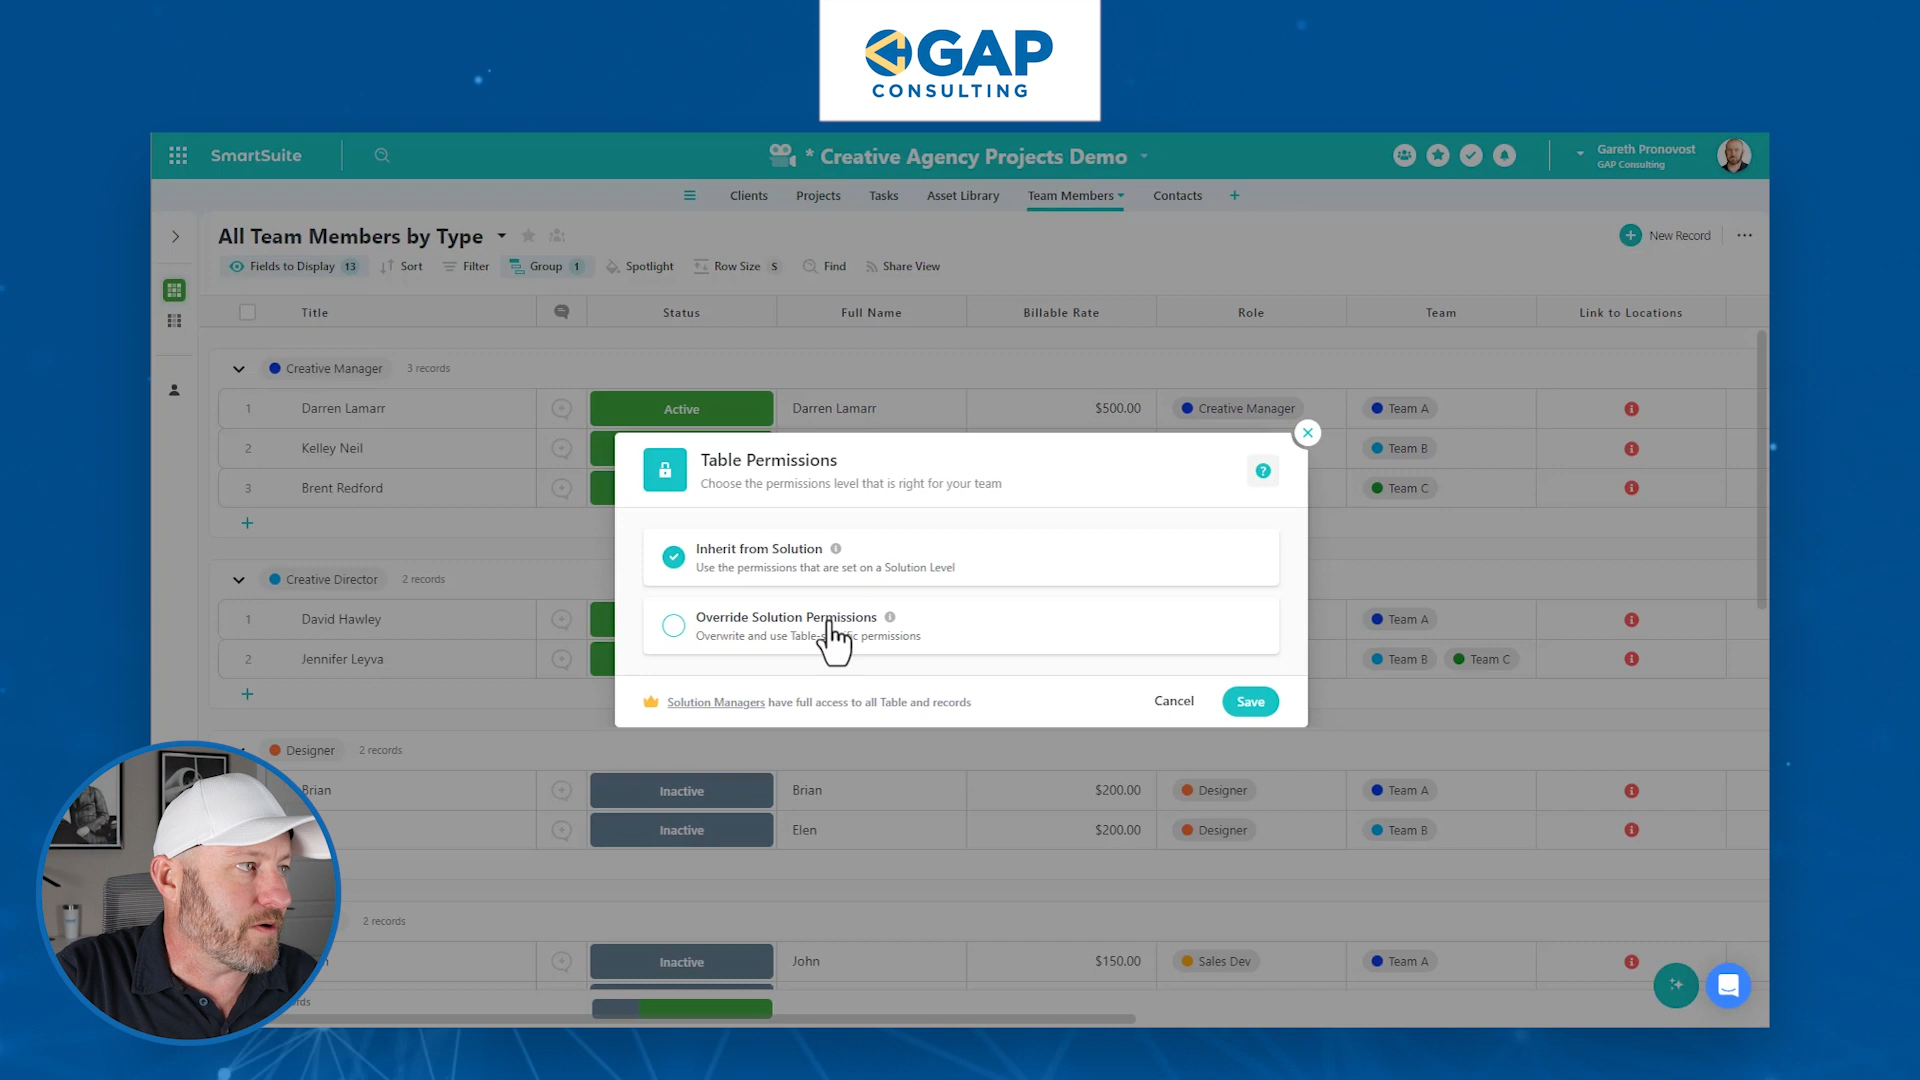 GAP
CONSULTING
SmartSuite
* Creative Agency Projects Demo
Gareth Pronovost
GAP Consulting
Clients
Projects
Tasks
Asset Library
Team Members
Contacts
All Team Members by Type
New Record
Fields to Display 13
Sort
Filter
Group 1
Spotlight
Row Size S
Find
Share View
Title
Status
Full Name
Billable Rate
Role
Team
Link to Locations
Creative Manager 3 records
1 Darren Lamarr Active Darren Lamarr $500.00 Creative Manager Team A
2 Kelley Neil Team B
3 Brent Redford Team C
Table Permissions
Choose the permissions level that is right for your team
Inherit from Solution
Use the permissions that are set on a Solution Level
Override Solution Permissions
Overwrite and use permissions
Solution Managers have full access to all Table and records
Cancel
Save
Creative Director 2 records
1 David Hawley Team A
2 Jennifer Leyva Team B Team C
Designer 2 records
Brian Inactive Brian $200.00 Designer Team A
Inactive Elen $200.00 Designer Team B
2 records
Inactive John $150.00 Sales Dev Team A